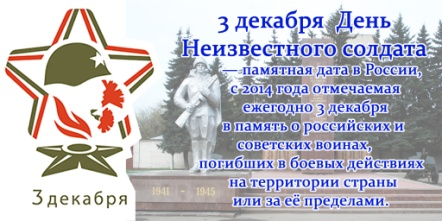 3 декабря День
Неизвестного солдата
— памятная дата в России,
с 2014 года отмечаемая
ежегодно 3 декабря
в память о российских и
советских воинах,
погибших в боевых действиях
на территории страны
или за её пределами.
3 декабря
1941 - 1945